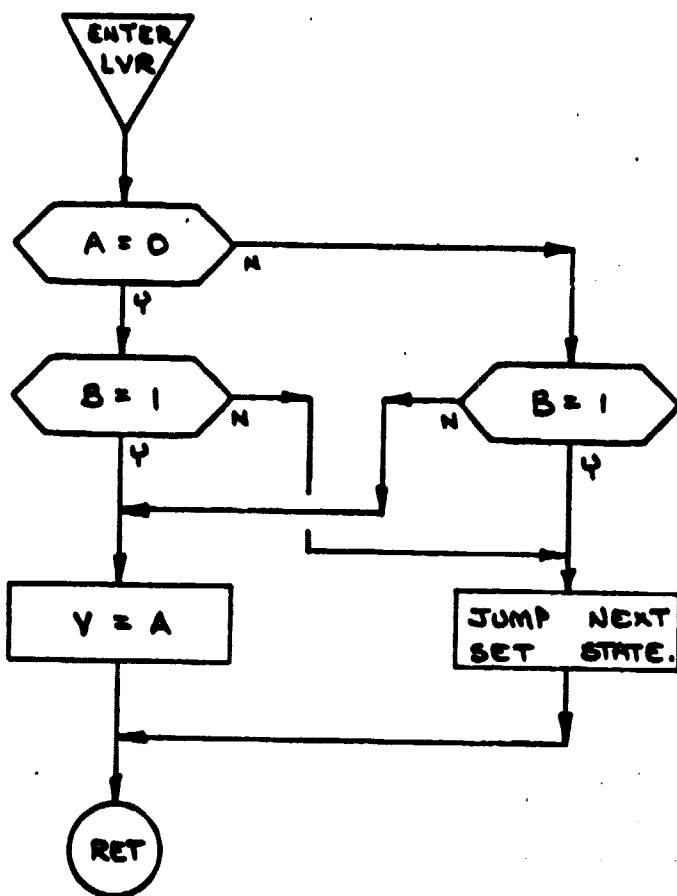 ENTER
LVR
A = 0
N
Y
B = 1
N
Y
N
B = 1
Y
V = A
JUMP NEXT
SET STATE.
RET